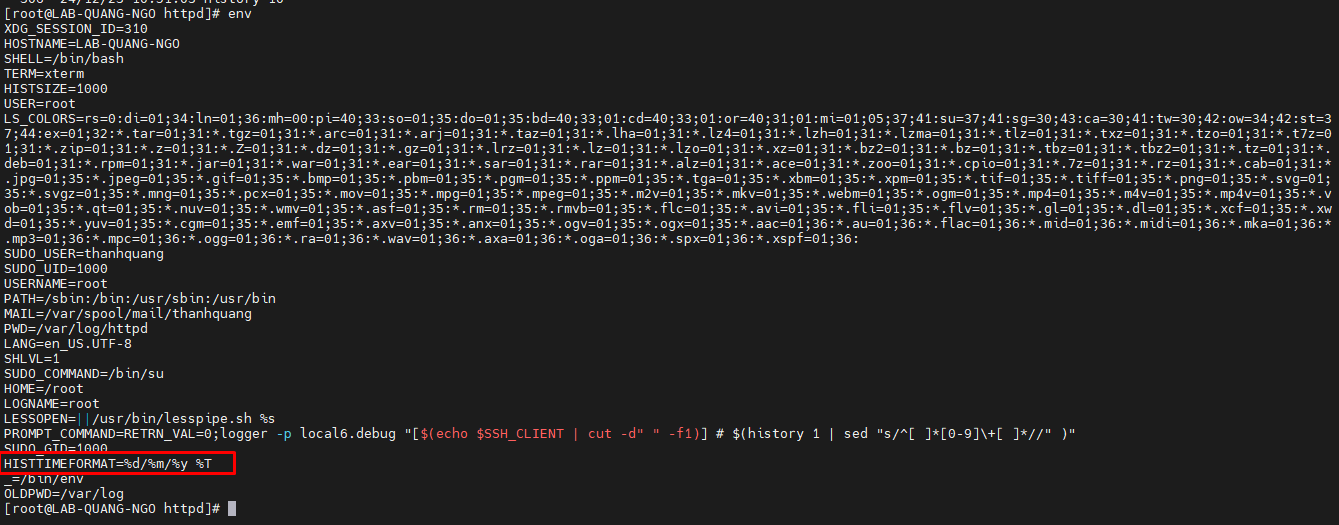 [root@LAB-QUANG-NGO httpd]# env
XDG_SESSION_ID=310
HOSTNAME=LAB-QUANG-NGO
SHELL=/bin/bash
TERM=xterm
HISTSIZE=1000
USER=root
LS_COLORS=rs=0:di=01;34:ln=01;36:mh=00:pi=40;33:so=01;35:do=01;35:bd=40;33;01:cd=40;33;01:or=40;31;01:mi=01;05;37;41:su=37;41:sg=30;43:ca=30;41:tw=30;42:ow=34;42:st=3
7;44:ex=01;32:*.tar=01;31:*.tgz=01;31:*.arc=01;31:*.arj=01;31:*.taz=01;31:*.lha=01;31:*.lz4=01;31:*.lzh=01;31:*.lzma=01;31:*.tlz=01;31:*.txz=01;31:*.tzo=01;31:*.t7z=0
1;31:*.zip=01;31:*.z=01;31:*.Z=01;31:*.dz=01;31:*.gz=01;31:*.lrz=01;31:*.lz=01;31:*.lzo=01;31:*.xz=01;31:*.bz2=01;31:*.bz=01;31:*.tbz=01;31:*.tbz2=01;31:*.tz=01;31:*.
deb=01;31:*.rpm=01;31:*.jar=01;31:*.war=01;31:*.ear=01;31:*.sar=01;31:*.rar=01;31:*.alz=01;31:*.ace=01;31:*.zoo=01;31:*.cpio=01;31:*.7z=01;31:*.rz=01;31:*.cab=01;31:*
.jpg=01;35:*.jpeg=01;35:*.gif=01;35:*.bmp=01;35:*.pbm=01;35:*.pgm=01;35:*.ppm=01;35:*.tga=01;35:*.xbm=01;35:*.xpm=01;35:*.tif=01;35:*.tiff=01;35:*.png=01;35:*.svg=01;
35:*.svgz=01;35:*.mng=01;35:*.pcx=01;35:*.mov=01;35:*.mpg=01;35:*.mpeg=01;35:*.m2v=01;35:*.mkv=01;35:*.webm=01;35:*.ogm=01;35:*.mp4=01;35:*.m4v=01;35:*.mp4v=01;35:*.v
ob=01;35:*.qt=01;35:*.nuv=01;35:*.wmv=01;35:*.asf=01;35:*.rm=01;35:*.rmvb=01;35:*.flc=01;35:*.avi=01;35:*.fli=01;35:*.flv=01;35:*.gl=01;35:*.dl=01;35:*.xcf=01;35:*.xw
d=01;35:*.yuv=01;35:*.cgm=01;35:*.emf=01;35:*.axv=01;35:*.anx=01;35:*.ogv=01;35:*.ogx=01;35:*.aac=01;36:*.au=01;36:*.flac=01;36:*.mid=01;36:*.midi=01;36:*.mka=01;36:*
.mp3=01;36:*.mpc=01;36:*.ogg=01;36:*.ra=01;36:*.wav=01;36:*.axa=01;36:*.oga=01;36:*.spx=01;36:*.xspf=01;36:
SUDO_USER=thanhquang
SUDO_UID=1000
USERNAME=root
PATH=/sbin:/bin:/usr/sbin:/usr/bin
MAIL=/var/spool/mail/thanhquang
PWD=/var/log/httpd
LANG=en_US.UTF-8
SHLVL=1
SUDO_COMMAND=/bin/su
HOME=/root
LOGNAME=root
LESSOPEN=||/usr/bin/lesspipe.sh %s
PROMPT_COMMAND=RETRN_VAL=0;logger -p local6.debug "[$(echo $SSH_CLIENT | cut -d" " -f1)] # $(history 1 | sed "s/^[ ]*[0-9]\+[ ]*//" )"
SUDO_GID=1000
HISTTIMEFORMAT=%d/%m/%y %T
_=/bin/env
OLDPWD=/var/log
[root@LAB-QUANG-NGO httpd]#